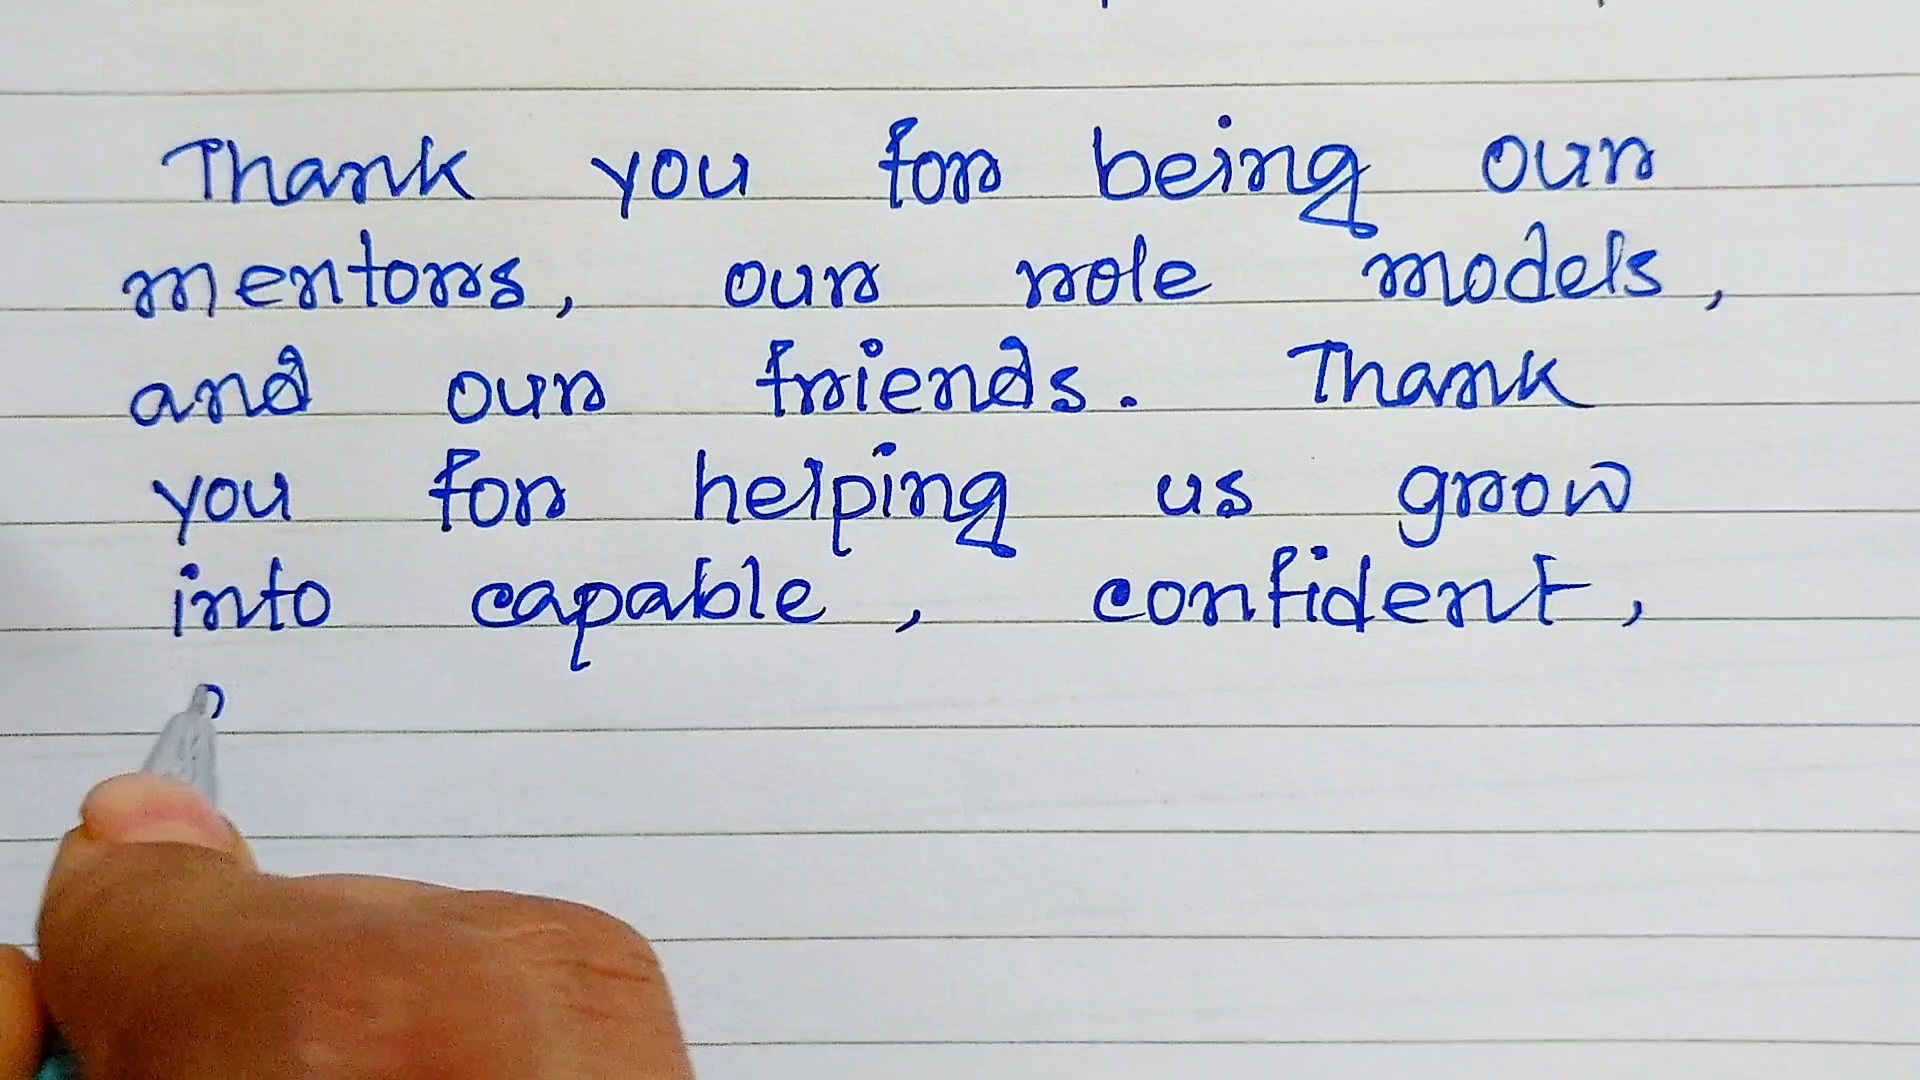 Thank you for being our
mentors, our role models,
and our friends. Thank
you for helping us grow
into capable, confident,